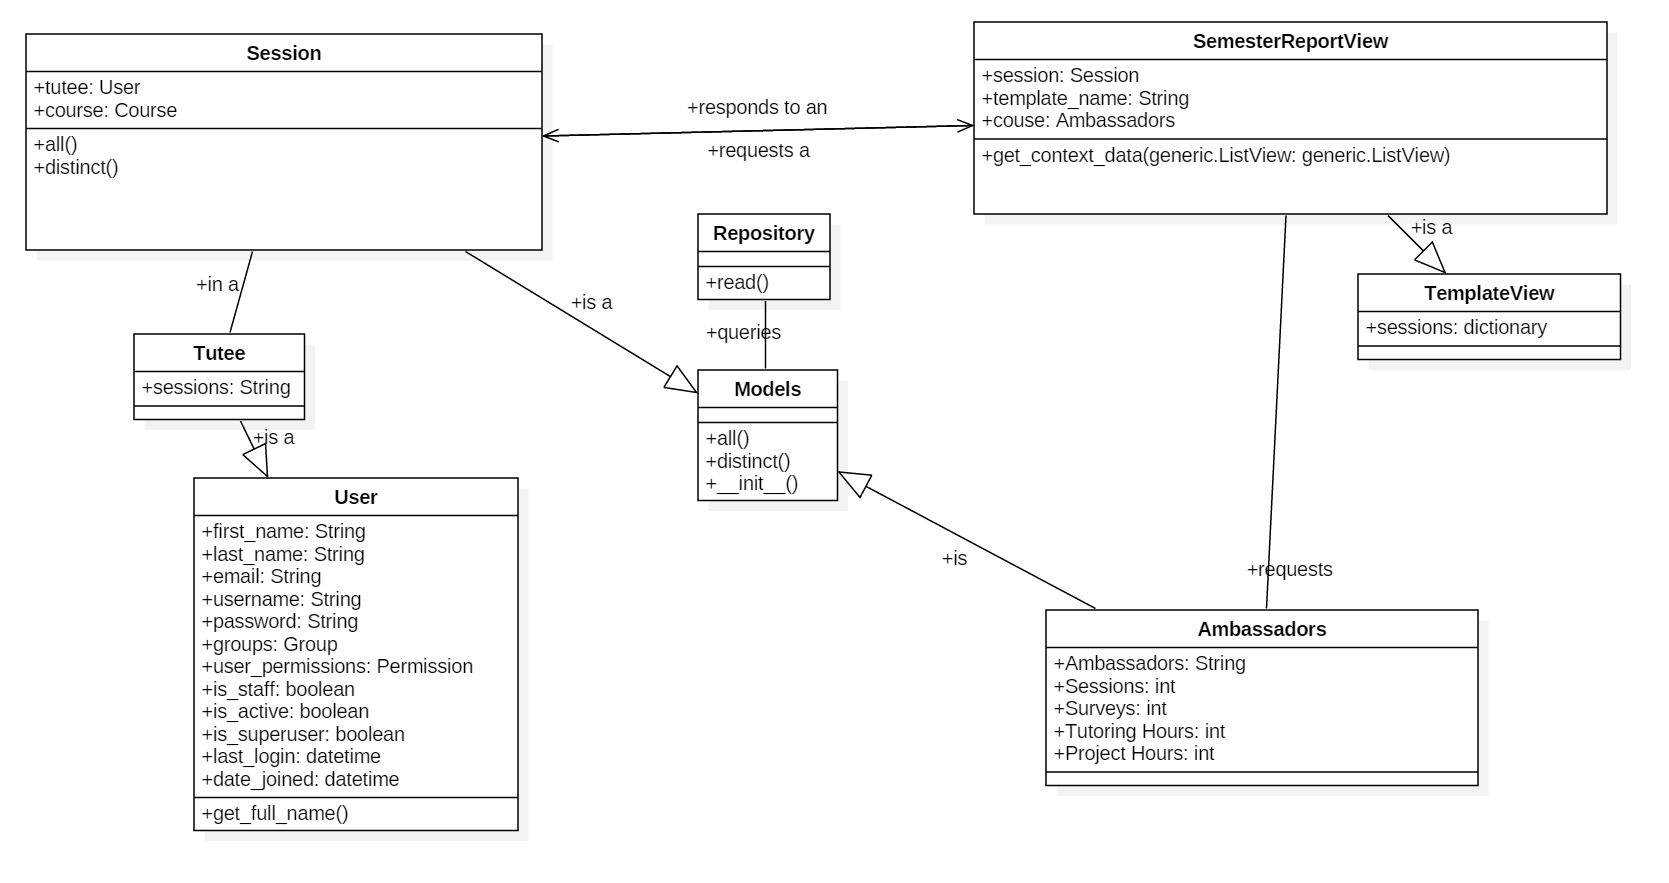 Session
+tutee: User
+course: Course
+all()
+distinct()
+responds to an
+requests a
SemesterReportView
+session: Session
+template_name: String
+couse: Ambassadors
+get_context_data(generic.ListView: generic.ListView)
+in a
+is a
Repository
+read()
+queries
+is a
TemplateView
+sessions: dictionary
Tutee
+sessions: String
+is a
Models
+all()
+distinct()
+__init__()
User
+first_name: String
+last_name: String
+email: String
+username: String
+password: String
+groups: Group
+user_permissions: Permission
+is_staff: boolean
+is_active: boolean
+is_superuser: boolean
+last_login: datetime
+date_joined: datetime
+get_full_name()
+is
+requests
Ambassadors
+Ambassadors: String
+Sessions: int
+Surveys: int
+Tutoring Hours: int
+Project Hours: int